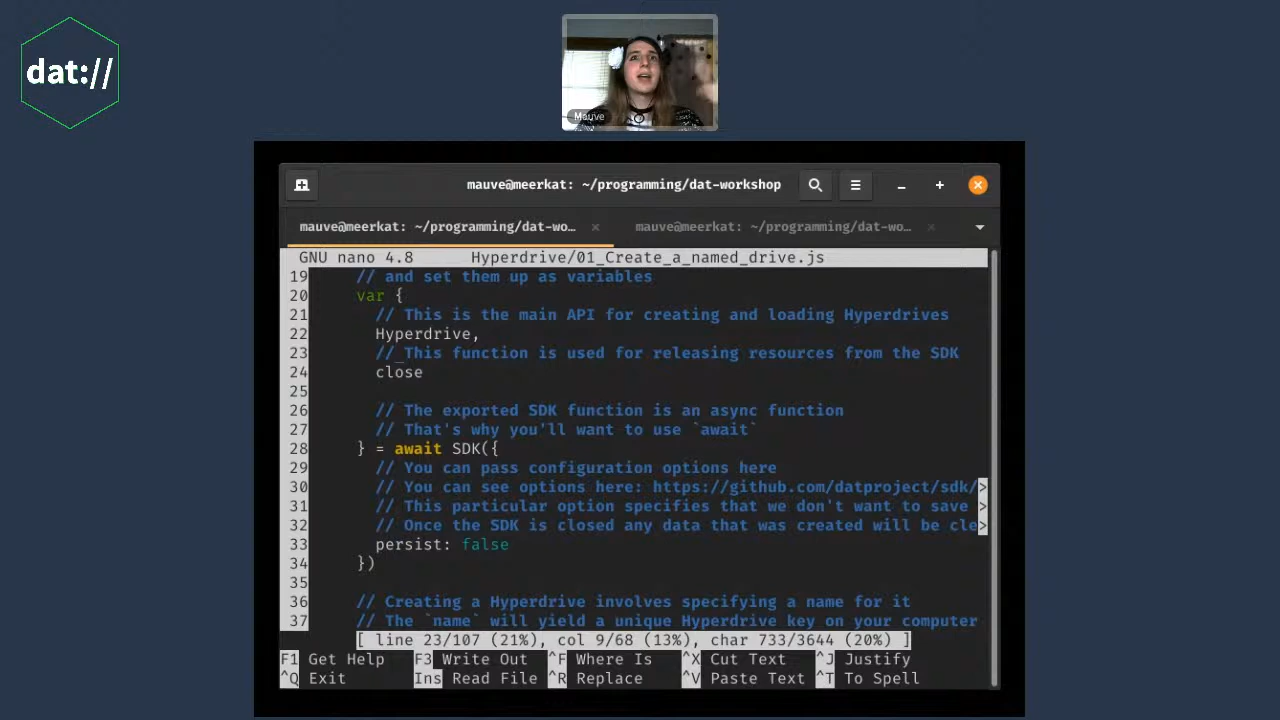 dat://
Mauve
mauve@meerkat: ~/programming/dat-workshop
mauve@meerkat: ~/programming/dat-wo… × mauve@meerkat: ~/programming/dat-wo… ×
GNU nano 4.8 Hyperdrive/01_Create_a_named_drive.js
19 // and set them up as variables
20 var {
21 // This is the main API for creating and loading Hyperdrives
22 Hyperdrive,
23 //_This function is used for releasing resources from the SDK
24 close
25
26 // The exported SDK function is an async function
27 // That's why you'll want to use `await`
28 } = await SDK({
29 // You can pass configuration options here
30 // You can see options here: https://github.com/datproject/sdk/>
31 // This particular option specifies that we don't want to save >
32 // Once the SDK is closed any data that was created will be cle>
33 persist: false
34 })
35
36 // Creating a Hyperdrive involves specifying a name for it
37 // The `name` will yield a unique Hyperdrive key on your computer
[ line 23/107 (21%), col 9/68 (13%), char 733/3644 (20%) ]
F1 Get Help F3 Write Out ^F Where Is ^X Cut Text ^J Justify
^Q Exit Ins Read File ^R Replace ^V Paste Text ^T To Spell